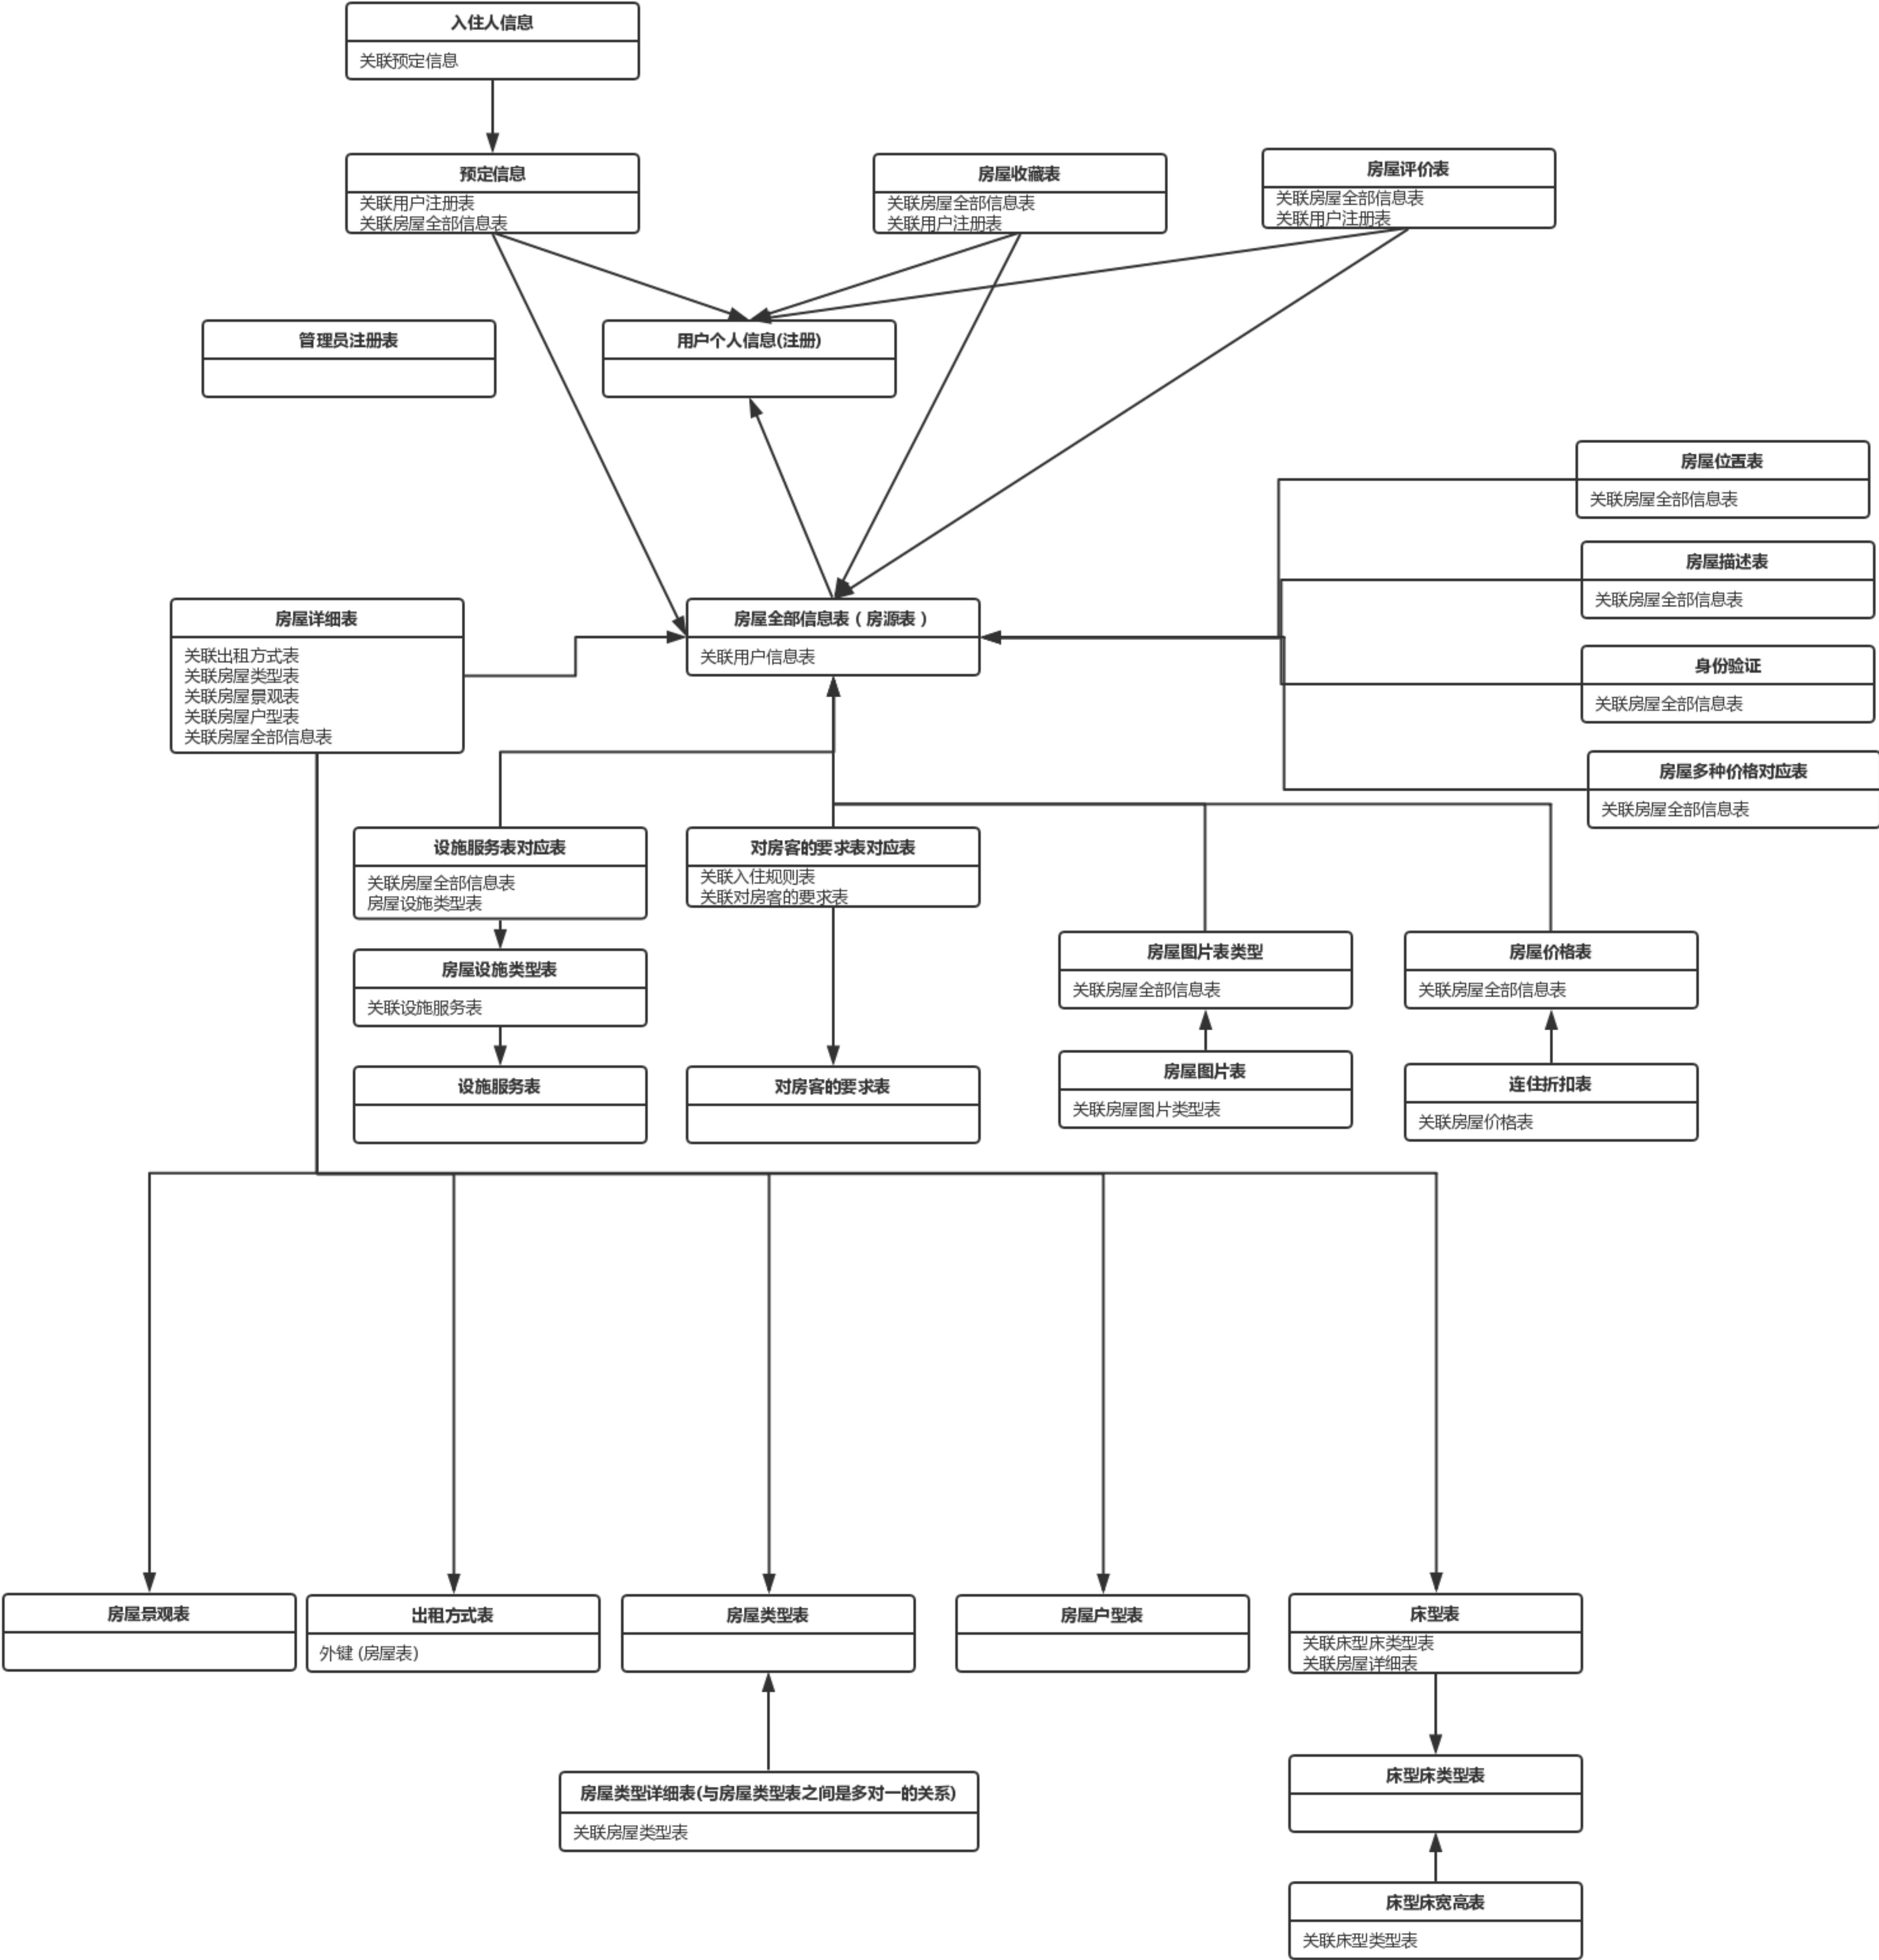 入住人信息
关联预定信息
预定信息
关联用户注册表
关联房屋全部信息表
房屋收藏表
关联房屋全部信息表
关联用户注册表
房屋评价表
关联房屋全部信息表
关联用户注册表
管理员注册表
用户个人信息(注册)
房屋位置表
关联房屋全部信息表
房屋描述表
关联房屋全部信息表
身份验证
关联房屋全部信息表
房屋多种价格对应表
关联房屋全部信息表
房屋详细表
关联出租方式表
关联房屋类型表
关联房屋景观表
关联房屋户型表
关联房屋全部信息表
房屋全部信息表（房源表）
关联用户信息表
设施服务表对应表
关联房屋全部信息表
房屋设施类型表
对房客的要求表对应表
关联入住规则表
关联对房客的要求表
房屋设施类型表
关联设施服务表
房屋图片表类型
关联房屋全部信息表
房屋价格表
关联房屋全部信息表
设施服务表
对房客的要求表
房屋图片表
关联房屋图片类型表
连住折扣表
关联房屋价格表
房屋景观表
出租方式表
外键 (房屋表)
房屋类型表
房屋户型表
床型表
关联床型床类型表
关联房屋详细表
房屋类型详细表(与房屋类型表之间是多对一的关系)
关联房屋类型表
床型床类型表
床型床宽高表
关联床型类型表